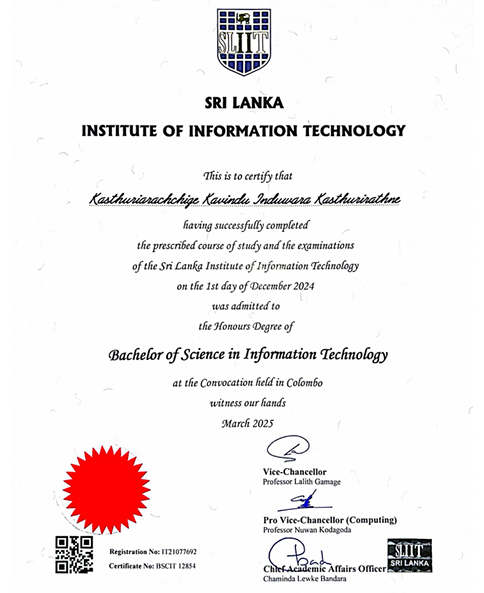 SLIIT
SRI LANKA
INSTITUTE OF INFORMATION TECHNOLOGY
This is to certify that
Kasthuriarachchige Kavindu Induwara Kasthurirathne
having successfully completed
the prescribed course of study and the examinations
of the Sri Lanka Institute of Information Technology
on the 1st day of December 2024
was admitted to
the Honours Degree of
Bachelor of Science in Information Technology
at the Convocation held in Colombo
witness our hands
March 2025
Vice-Chancellor
Professor Lalith Gamage
Pro Vice-Chancellor (Computing)
Professor Nuwan Kodagoda
Chief Academic Affairs Officer
Chaminda Lewke Bandara
Registration No: IT21077692
Certificate No: BSCIT 12854
SLIIT
SRI LANKA